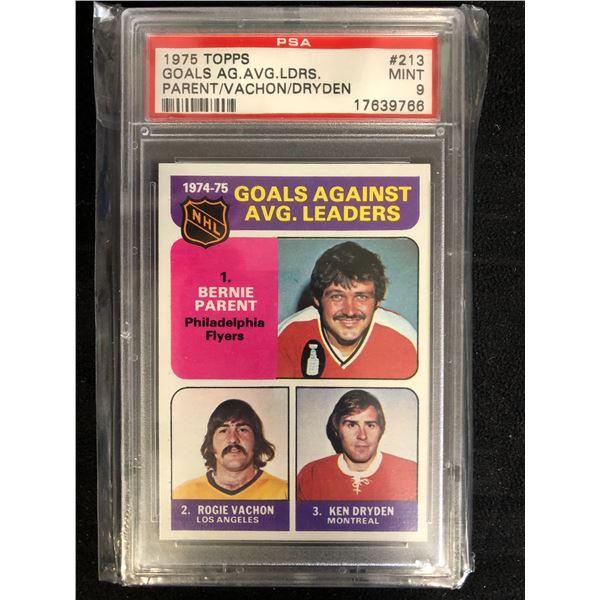 PSA
1975 TOPPS #213
GOALS AG.AVG.LDRS. MINT
PARENT/VACHON/DRYDEN 9
17639766
1974-75
GOALS AGAINST
AVG. LEADERS
NHL
1.
BERNIE
PARENT
Philadelphia
Flyers
2. ROGIE VACHON
LOS ANGELES
3. KEN DRYDEN
MONTREAL